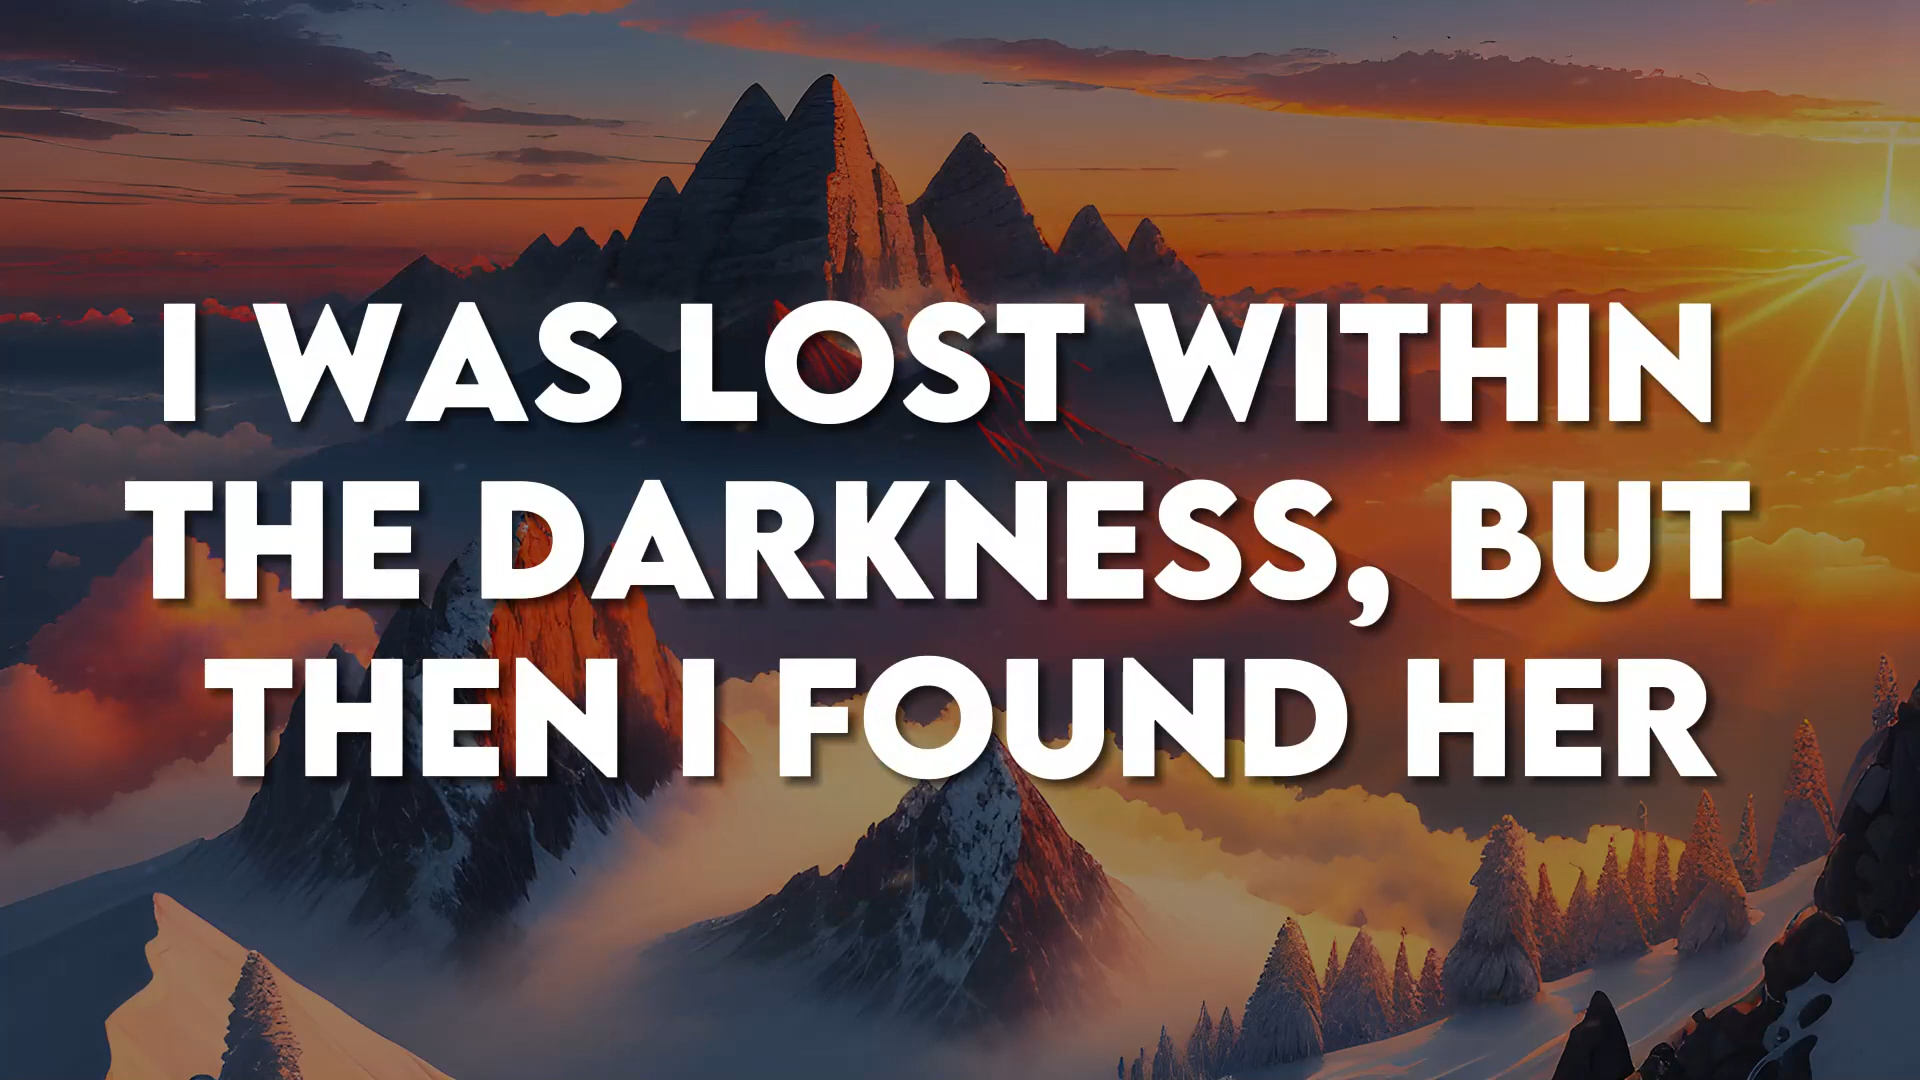 I WAS LOST WITHIN
THE DARKNESS, BUT
THEN I FOUND HER